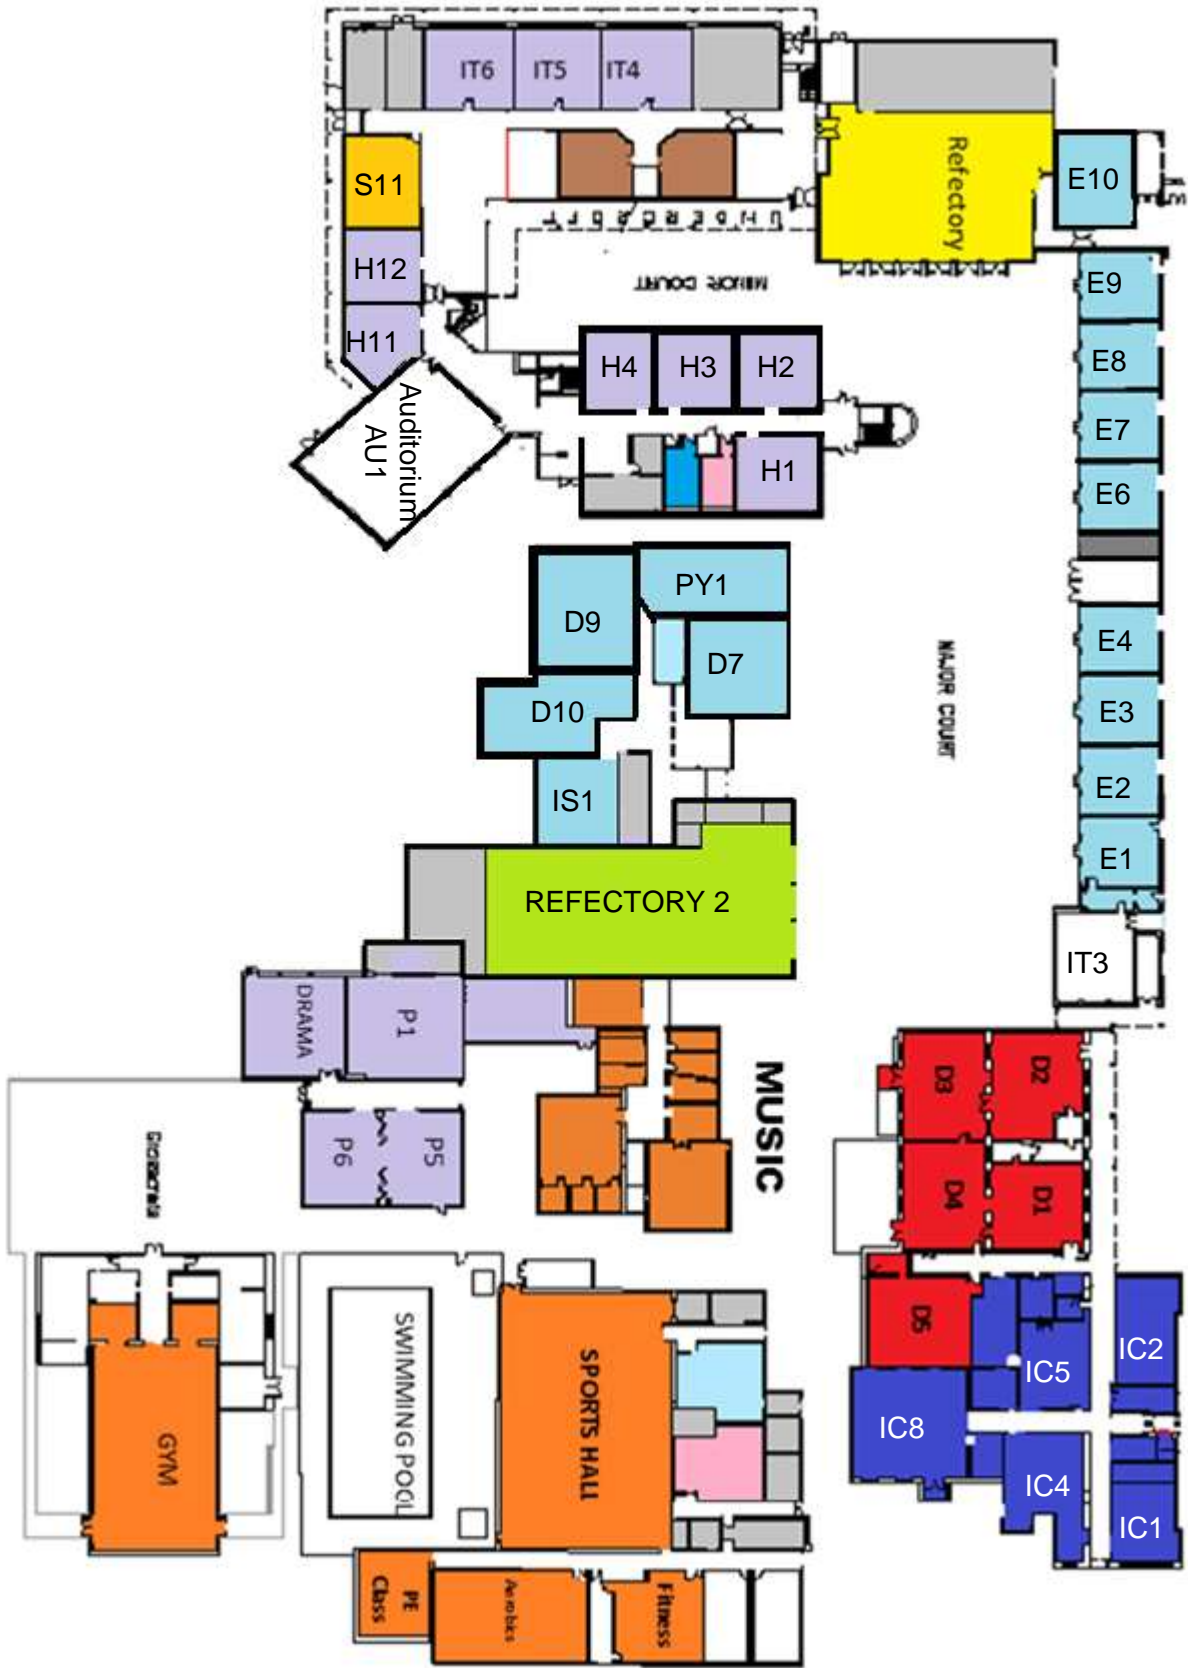 IT6
IT5
IT4
Refectory
E10
S11
H12
H11
UNDERCROFT
MINOR COURT
E9
E8
E7
E6
H4
H3
H2
H1
Auditorium
AU1
PY1
D9
D7
D10
IS1
MAJOR COURT
E4
E3
E2
E1
REFECTORY 2
IT3
DRAMA
P1
P6
P5
MUSIC
D3
D2
D4
D1
D5
IC2
IC5
IC8
IC4
IC1
GYM
SWIMMING POOL
SPORTS HALL
PE
Class
Aerobics
Fitness